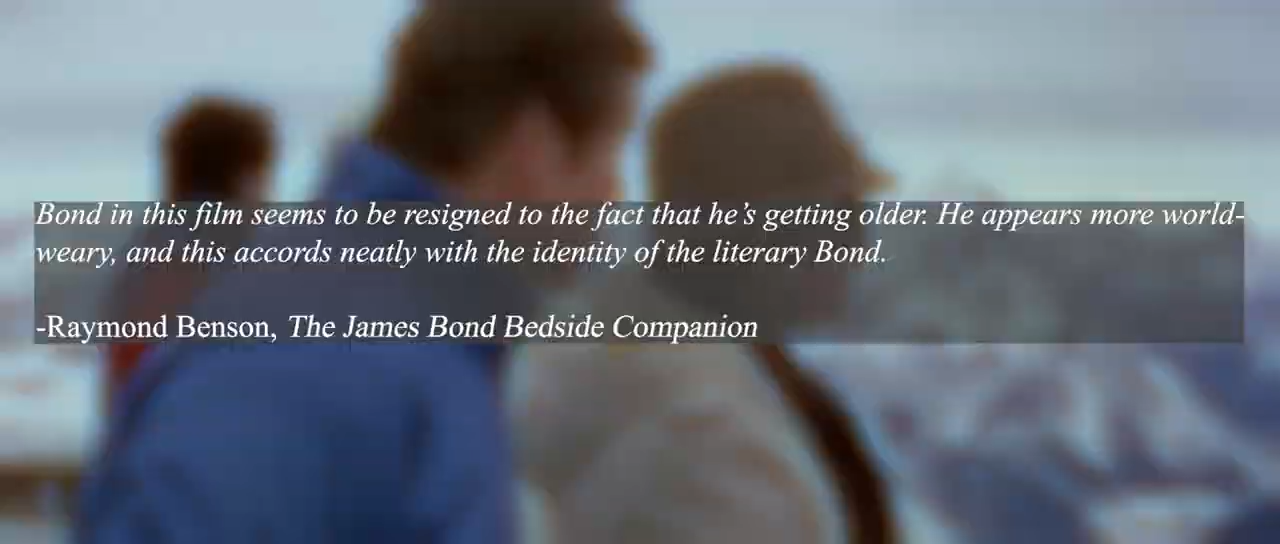 Bond in this film seems to be resigned to the fact that he’s getting older. He appears more world-
weary, and this accords neatly with the identity of the literary Bond.
-Raymond Benson, The James Bond Bedside Companion